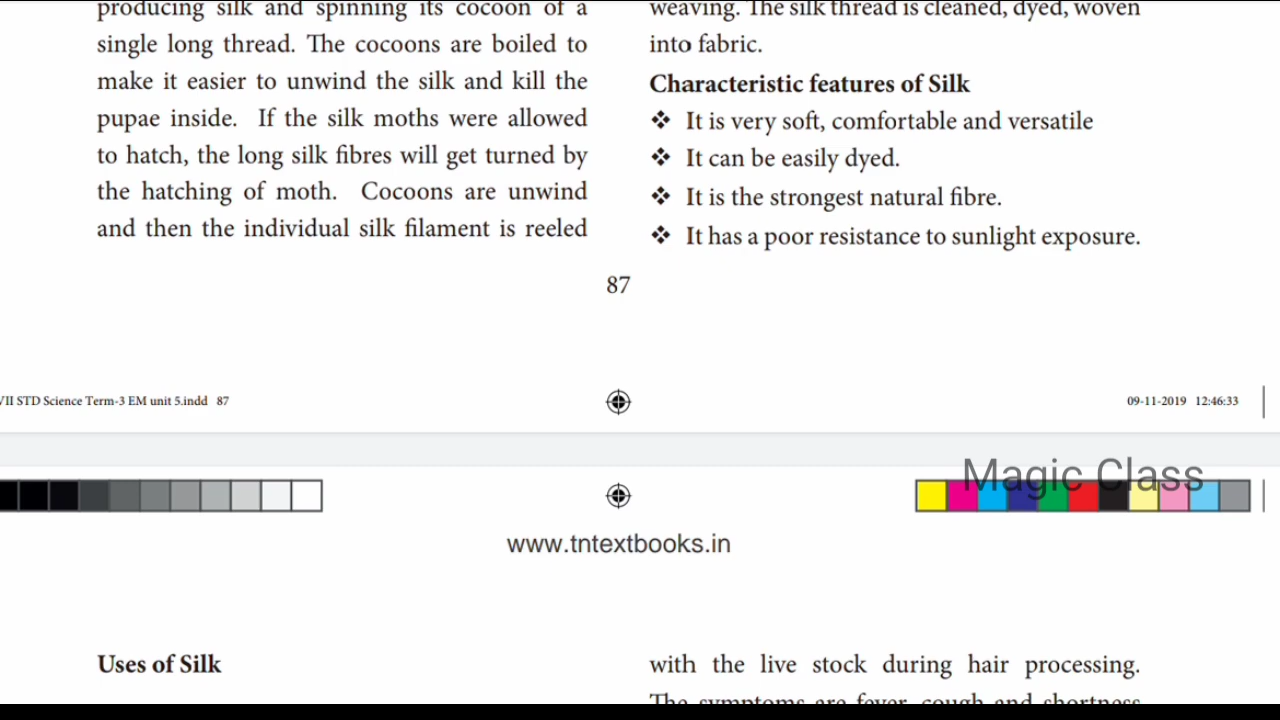 producing silk and spinning its cocoon of a
single long thread. The cocoons are boiled to
make it easier to unwind the silk and kill the
pupae inside. If the silk moths were allowed
to hatch, the long silk fibres will get turned by
the hatching of moth. Cocoons are unwind
and then the individual silk filament is reeled
weaving. The silk thread is cleaned, dyed, woven
into fabric.
Characteristic features of Silk
❖ It is very soft, comfortable and versatile
❖ It can be easily dyed.
❖ It is the strongest natural fibre.
❖ It has a poor resistance to sunlight exposure.
87
VII STD Science Term-3 EM unit 5.indd 87
09-11-2019 12:46:33
Magic Class
www.tntextbooks.in
Uses of Silk
with the live stock during hair processing.
The symptoms are fever, cough and shortness